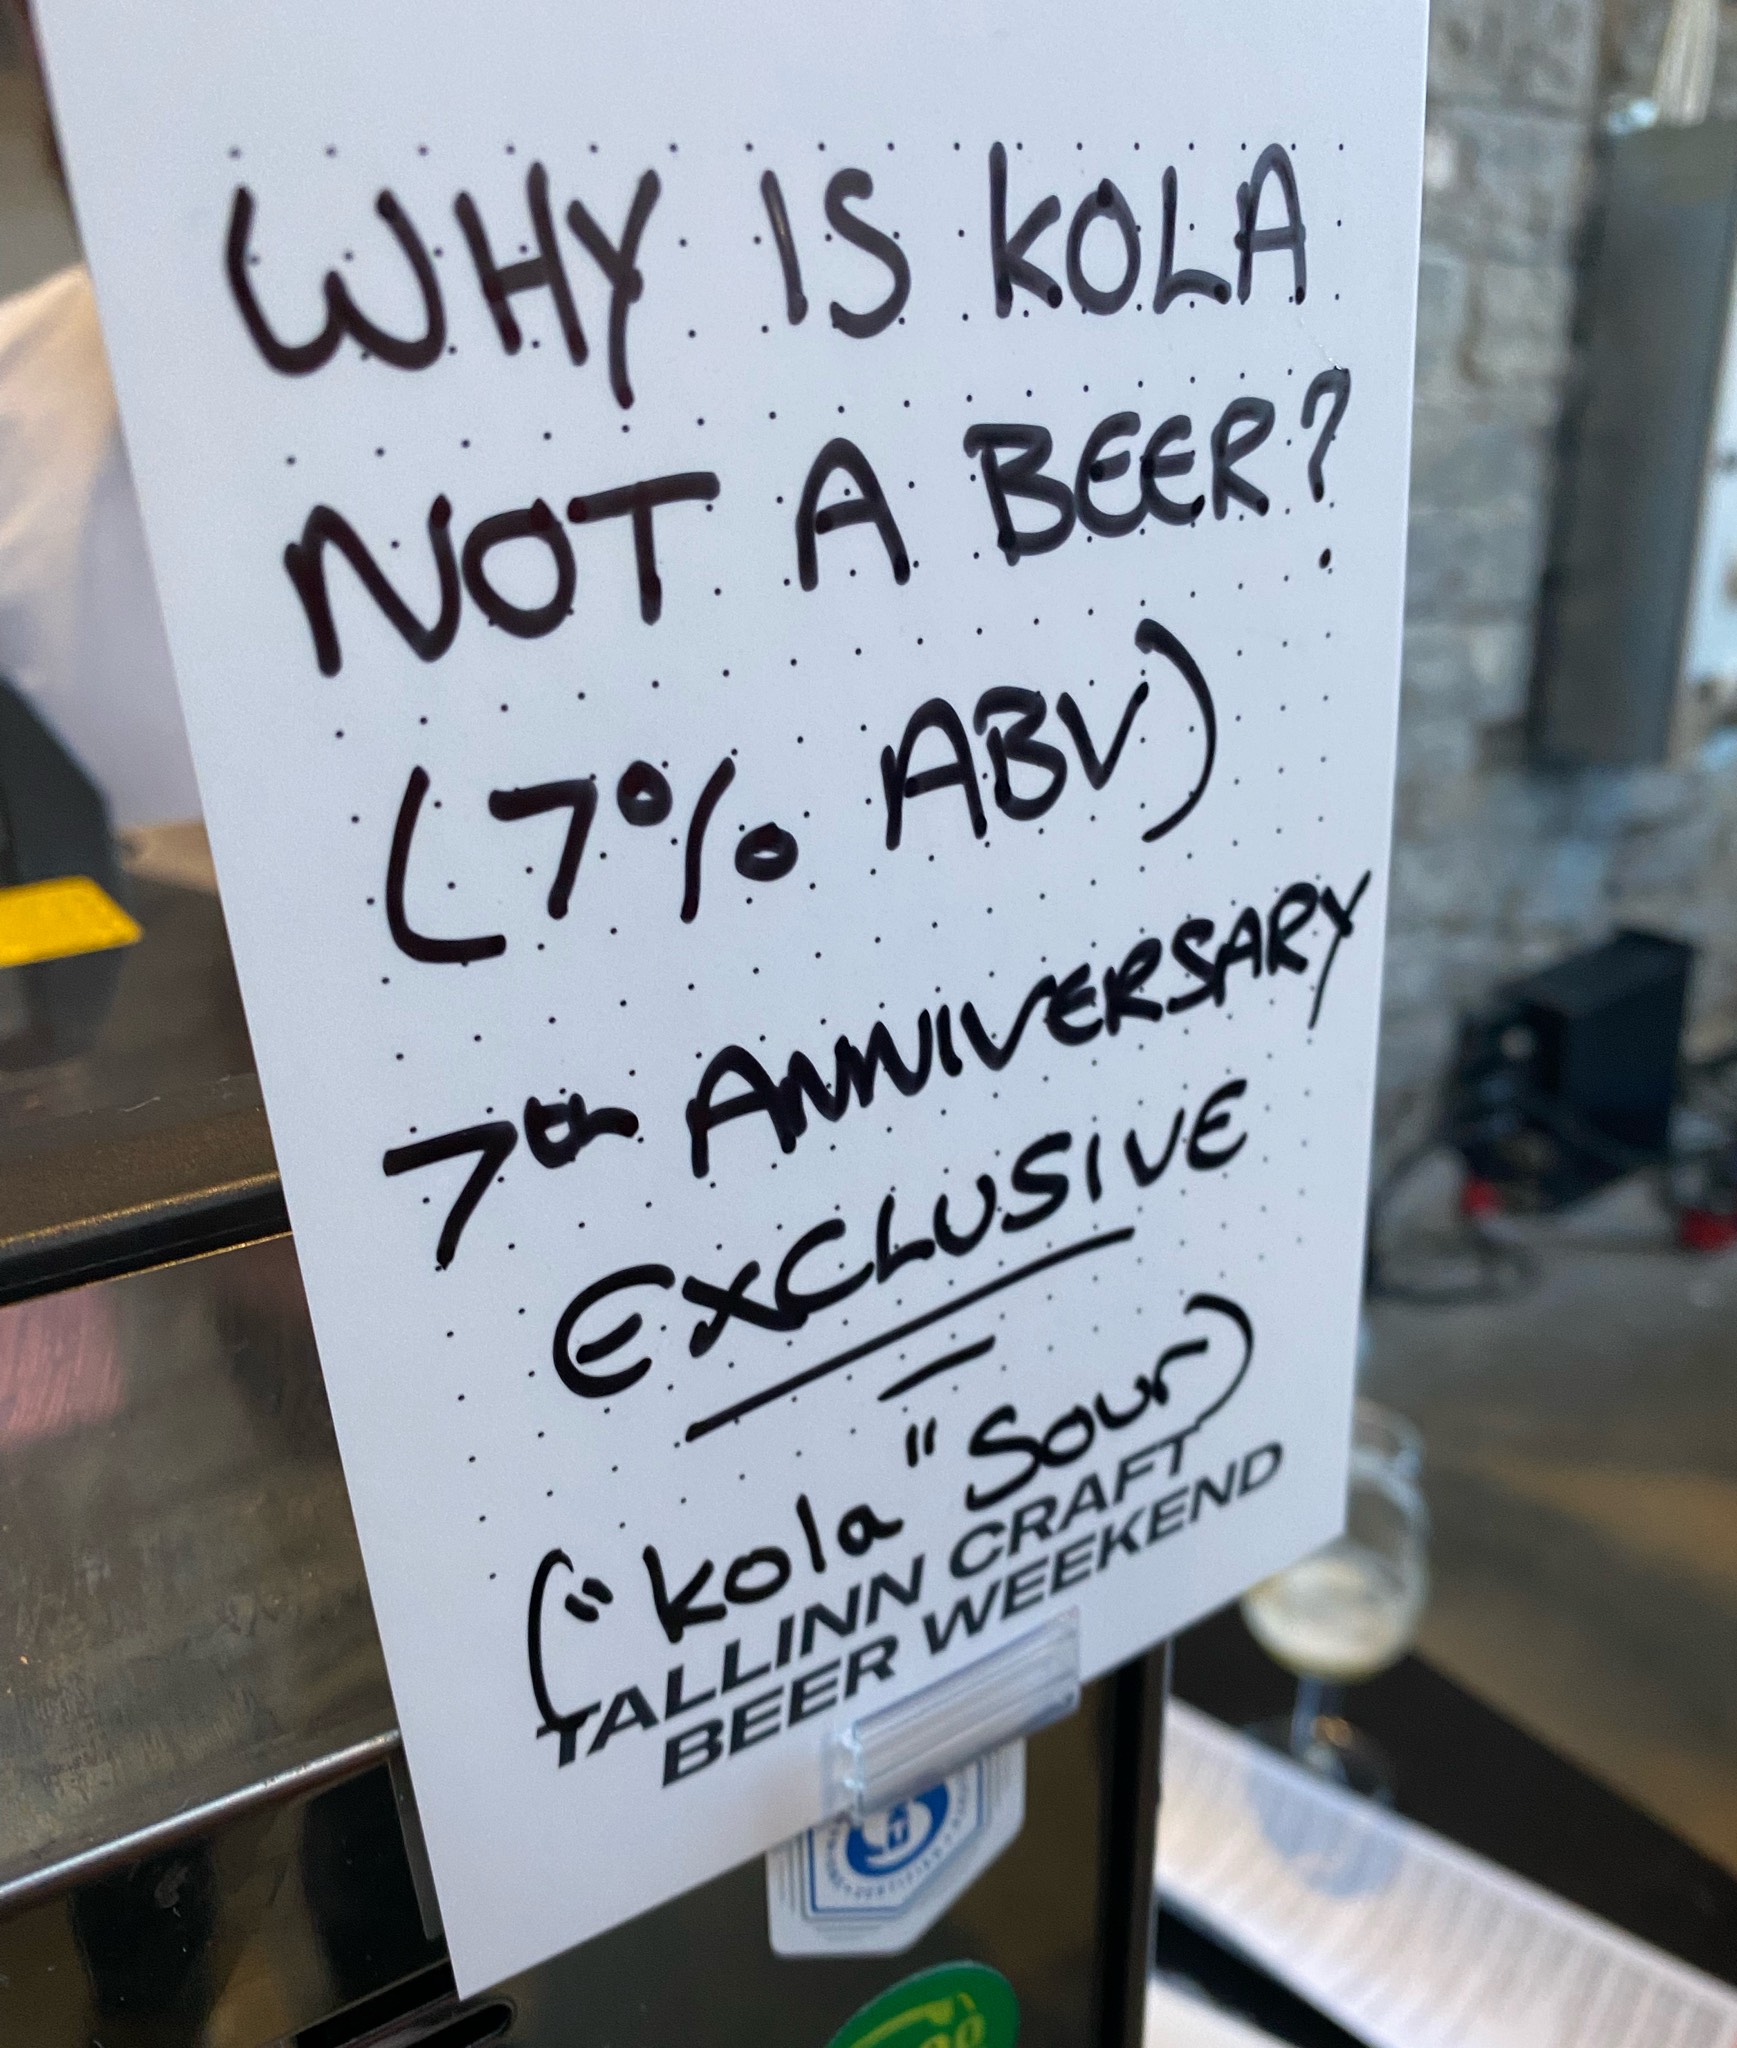 WHY IS KOLA
NOT A BEER?
(7% ABV)
7th ANNIVERSARY
EXCLUSIVE
("kola" Sour)
TALLINN CRAFT
BEER WEEKEND